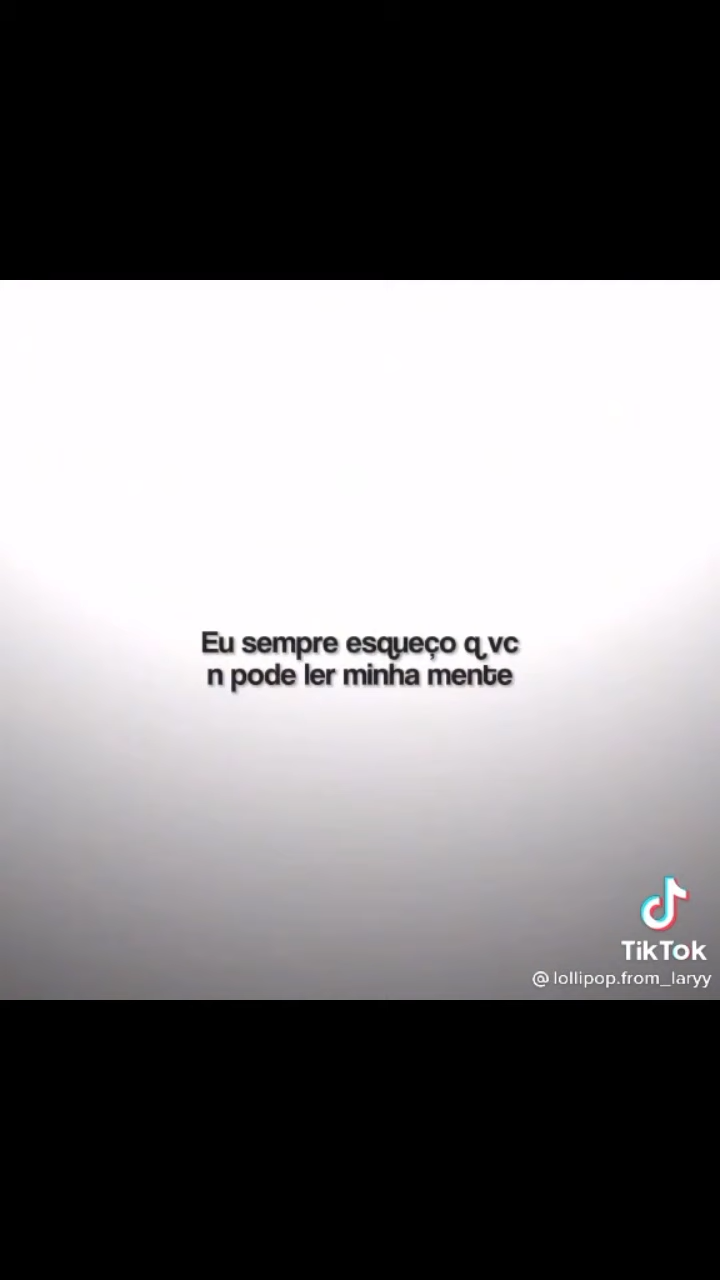 Eu sempre esqueço q vc
n pode ler minha mente
TikTok
@lollipop.from_laryy